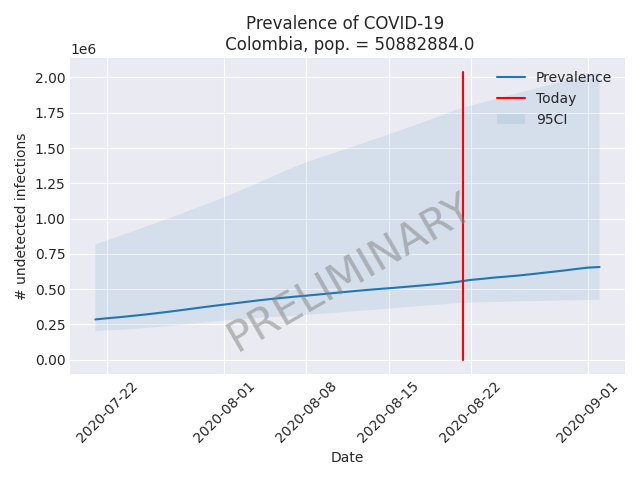 Prevalence of COVID-19
Colombia, pop. = 50882884.0
1e6
2.00
1.75
1.50
1.25
1.00
0.75
0.50
0.25
0.00
# undetected infections
Prevalence
Today
95CI
PRELIMINARY
2020-07-22
2020-08-01
2020-08-08
2020-08-15
2020-08-22
2020-09-01
Date